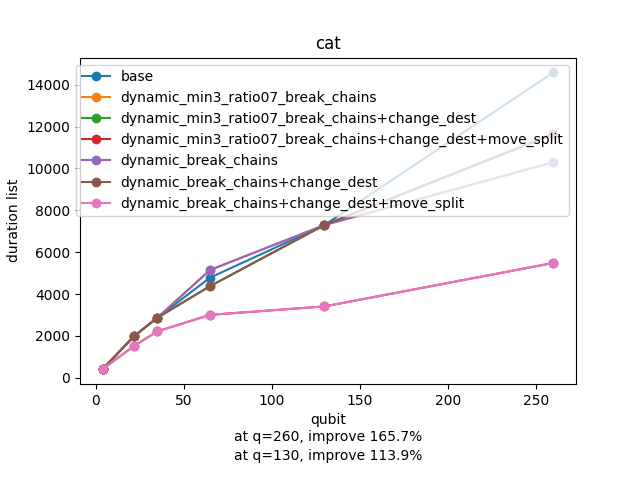 cat
base
dynamic_min3_ratio07_break_chains
dynamic_min3_ratio07_break_chains+change_dest
dynamic_min3_ratio07_break_chains+change_dest+move_split
dynamic_break_chains
dynamic_break_chains+change_dest
dynamic_break_chains+change_dest+move_split
duration list
14000
12000
10000
8000
6000
4000
2000
0
0 50 100 150 200 250
qubit
at q=260, improve 165.7%
at q=130, improve 113.9%